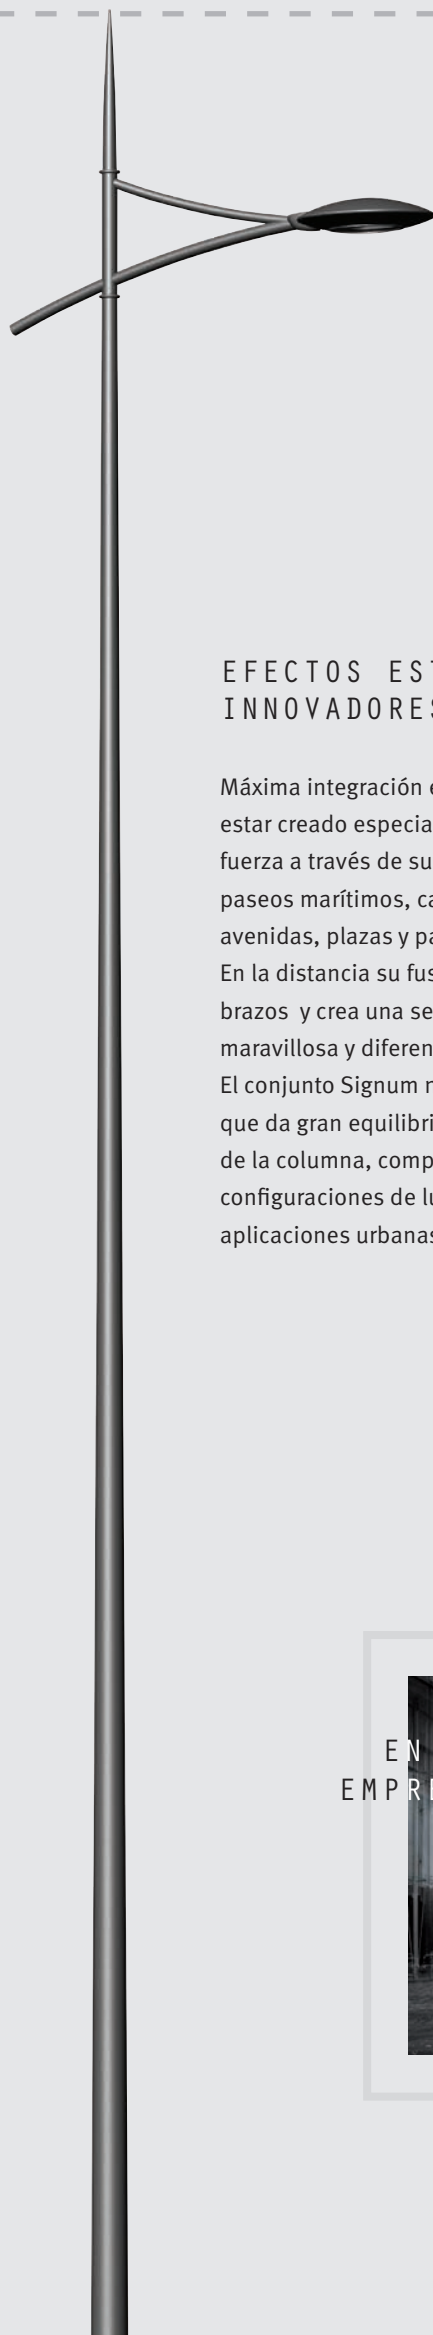 EFECTOS EST
INNOVADORES
Máxima integración e
estar creado especia
fuerza a través de su
paseos marítimos, ca
avenidas, plazas y pa
En la distancia su fus
brazos y crea una se
maravillosa y diferen
El conjunto Signum n
que da gran equilibri
de la columna, comp
configuraciones de lu
aplicaciones urbanas
EN
EMPRE